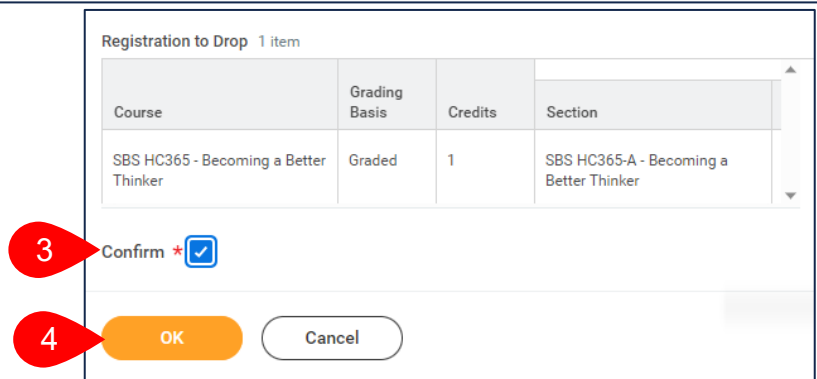 Registration to Drop 1 item
Course
Grading
Basis
Credits
Section
SBS HC365 - Becoming a Better
Thinker
Graded
1
SBS HC365-A - Becoming a
Better Thinker
3
Confirm *
4
OK
Cancel